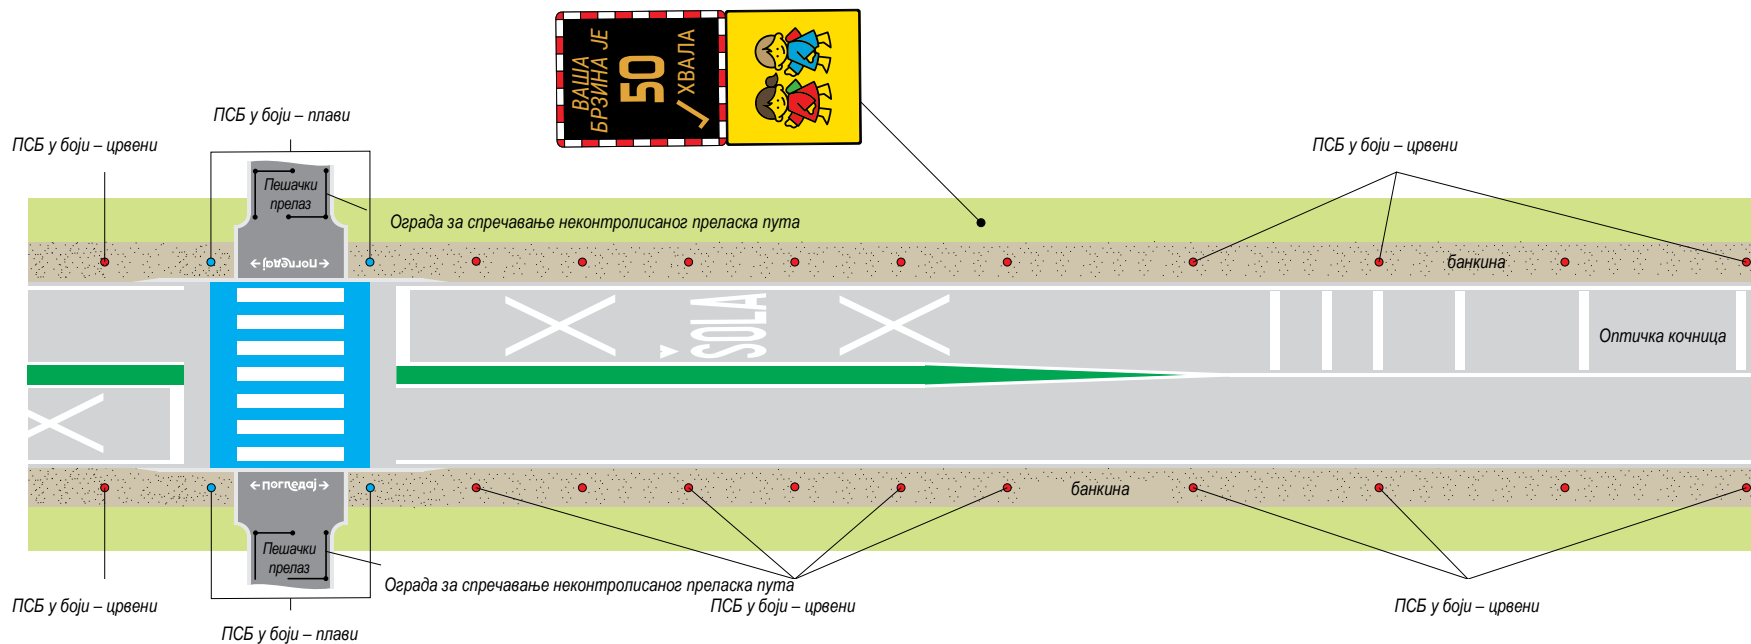 ВАША
БРЗИНА ЈЕ
50
ХВАЛА
ПСБ у боји – плави
ПСБ у боји – црвени
ПСБ у боји – црвени
Пешачки
прелаз
Ограда за спречавање неконтролисаног преласка пута
←Погледај→
банкина
ŠOLA
Оптичка кочница
←Погледај→
банкина
Пешачки
прелаз
Ограда за спречавање неконтролисаног преласка пута
ПСБ у боји – црвени
ПСБ у боји – црвени
ПСБ у боји – црвени
ПСБ у боји – плави